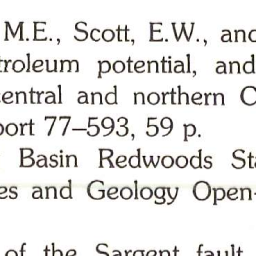 M.E., Scott, E.W., and
troleum potential, and
entral and northern C
port 77–593, 59 p.
Basin Redwoods Sta
es and Geology Open-
of the Sargent fault